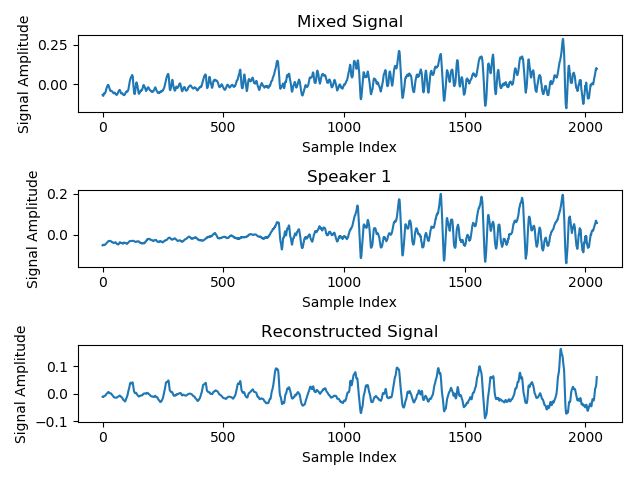 Mixed Signal
Signal Amplitude
0.25
0.00
0 500 1000 1500 2000
Sample Index
Speaker 1
Signal Amplitude
0.2
0.0
0 500 1000 1500 2000
Sample Index
Reconstructed Signal
Signal Amplitude
0.1
0.0
−0.1
0 500 1000 1500 2000
Sample Index